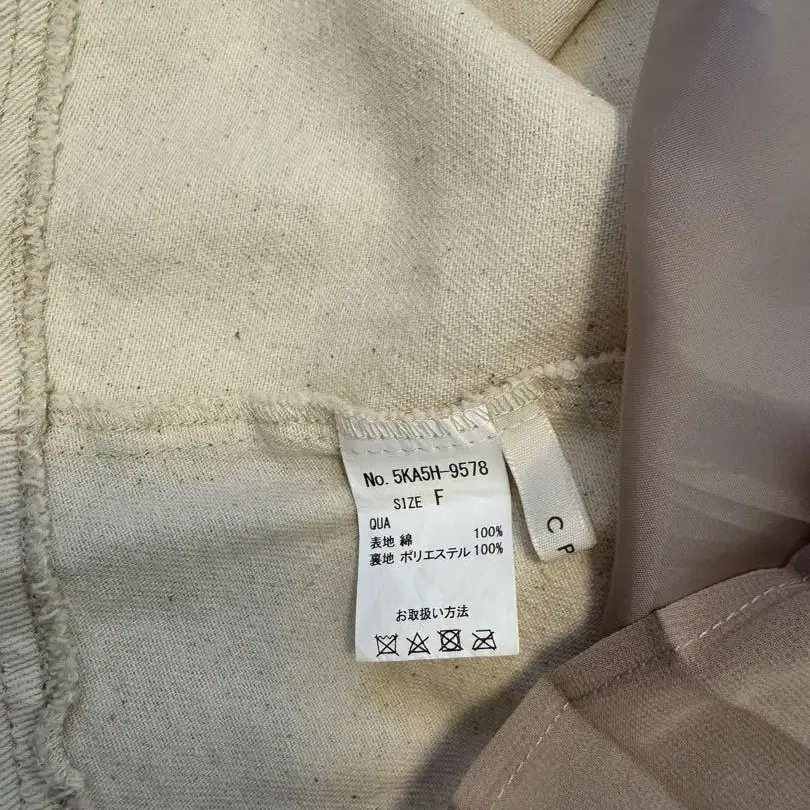 No. 5KA5H-9578
SIZE F
QUA
表地 綿 100%
裏地 ポリエステル 100%
お取扱い方法
C P